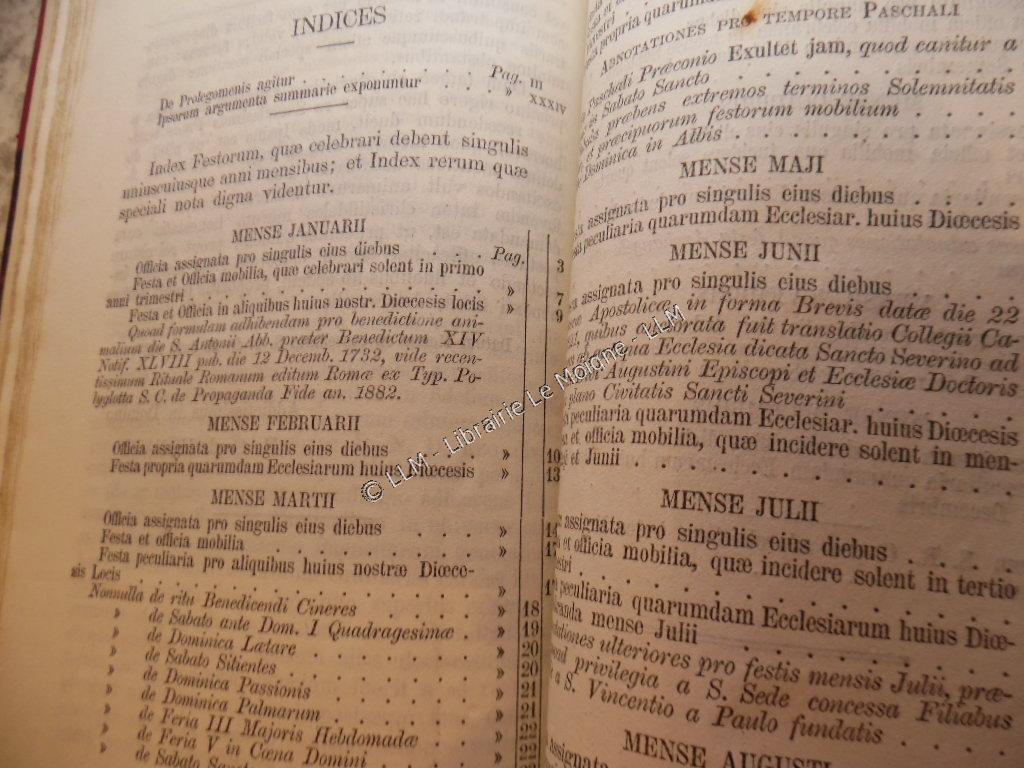 INDICES
De Prolegomenis agitur . . . . . . . . . . Pag. III
Ipsorum argumenta summarie exponuntur . . . » XXXIV
Index Festorum, quæ celebrari debent singulis
uniuscuiusque anni mensibus; et Index rerum quæ
speciali nota digna videntur.
MENSE JANUARII
Officia assignata pro singulis eius diebus . . . Pag. 3
Festa et Officia mobilia, quæ celebrari solent in primo
anni trimestri . . . . . . . . . . » 7
Festa et Officia in aliquibus huius nostr. Diœcesis locis » 9
Quoad formulam adhibendam pro benedictione ani-
malium die S. Antonii Abb. præter Benedictum XIV
Notif. XLVIII pub. die 12 Decemb. 1732, vide recen-
tissimum Rituale Romanum editum Romæ ex Typ. Po-
lyglotta S. C. de Propaganda Fide an. 1882.
MENSE FEBRUARII
Officia assignata pro singulis eius diebus . . . » 10
Festa propria quarumdam Ecclesiarum huius Diœcesis » 13
MENSE MARTII
Officia assignata pro singulis eius diebus . . . » 14
Festa et officia mobilia . . . . . . . » 17
Festa peculiaria pro aliquibus huius nostræ Diœce-
sis Locis . . . . . . . . . . »
Nonnulla de ritu Benedicendi Cineres . . . » 18
» de Sabato ante Dom. I Quadragesimæ . » 19
» de Dominica Lætare . . . . . » 20
» de Sabato Sitientes . . . . . » 20
» de Dominica Passionis . . . . » 21
» de Dominica Palmarum . . . . » 21
» de Feria III Majoris Hebdomadæ . . » 22
» de Feria V in Cœna Domini . . . » 22
de Sabato
propria quarumdam
ADNOTATIONES PRO TEMPORE PASCHALI
Paschali Præconio Exultet jam, quod canitur a
Sabato Sancto . . . . . .
præbens extremos terminos Solemnitatis
et præcipuorum festorum mobilium . . . .
Dominica in Albis . . . . . .
MENSE MAJI
assignata pro singulis eius diebus . . . .
peculiaria quarumdam Ecclesiar. huius Diœcesis
MENSE JUNII
assignata pro singulis eius diebus . . . .
Apostolicæ in forma Brevis datæ die 22
quibus exorata fuit translatio Collegii Ca-
qua Ecclesia dicata Sancto Severino ad
Augustini Episcopi et Ecclesiæ Doctoris
plano Civitatis Sancti Severini . . . .
peculiaria quarumdam Ecclesiar. huius Diœcesis
et officia mobilia, quæ incidere solent in men-
et Junii . . . . . . . .
MENSE JULII
assignata pro singulis eius diebus . . . .
et officia mobilia, quæ incidere solent in tertio
peculiaria quarumdam Ecclesiarum huius Diœ-
mense Julii . . . . . .
ulteriores pro festis mensis Julii, præ-
privilegia a S. Sede concessa Filiabus
a S. Vincentio a Paulo fundatis . . . .
MENSE AUGUSTI
© LLM - Librairie Le Moigne - LLM